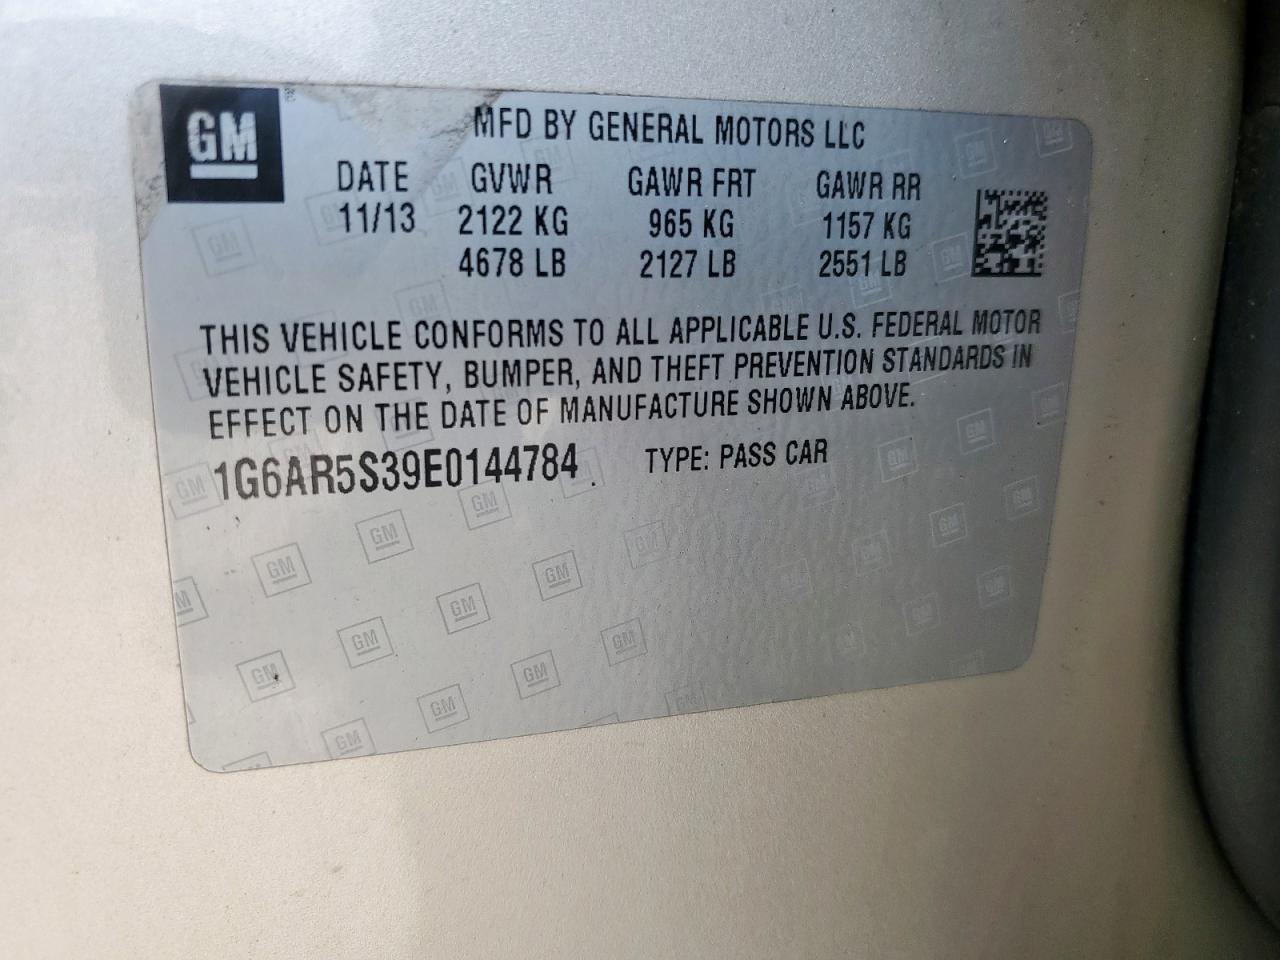 GM
MFD BY GENERAL MOTORS LLC
DATE GVWR GAWR FRT GAWR RR
11/13 2122 KG 965 KG 1157 KG
4678 LB 2127 LB 2551 LB
THIS VEHICLE CONFORMS TO ALL APPLICABLE U.S. FEDERAL MOTOR
VEHICLE SAFETY, BUMPER, AND THEFT PREVENTION STANDARDS IN
EFFECT ON THE DATE OF MANUFACTURE SHOWN ABOVE.
1G6AR5S39E0144784 TYPE: PASS CAR